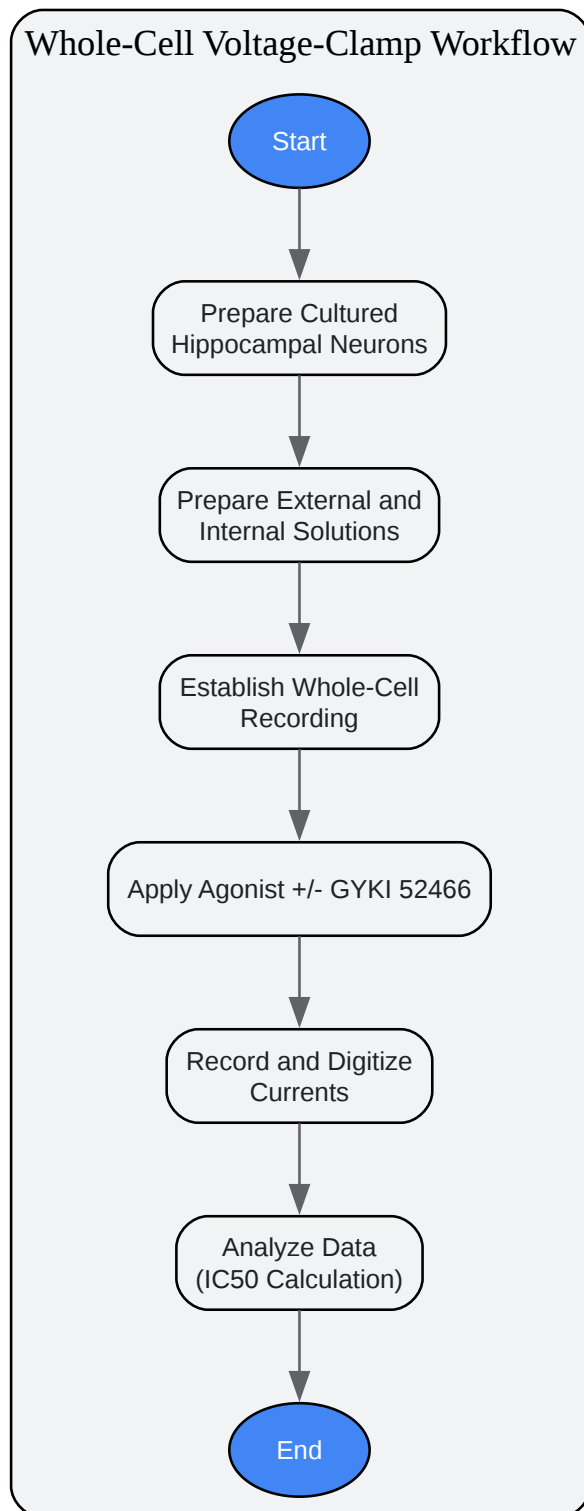 Whole-Cell Voltage-Clamp Workflow
Start
Prepare Cultured
Hippocampal Neurons
Prepare External and
Internal Solutions
Establish Whole-Cell
Recording
Apply Agonist +/- GYKI 52466
Record and Digitize
Currents
Analyze Data
(IC50 Calculation)
End